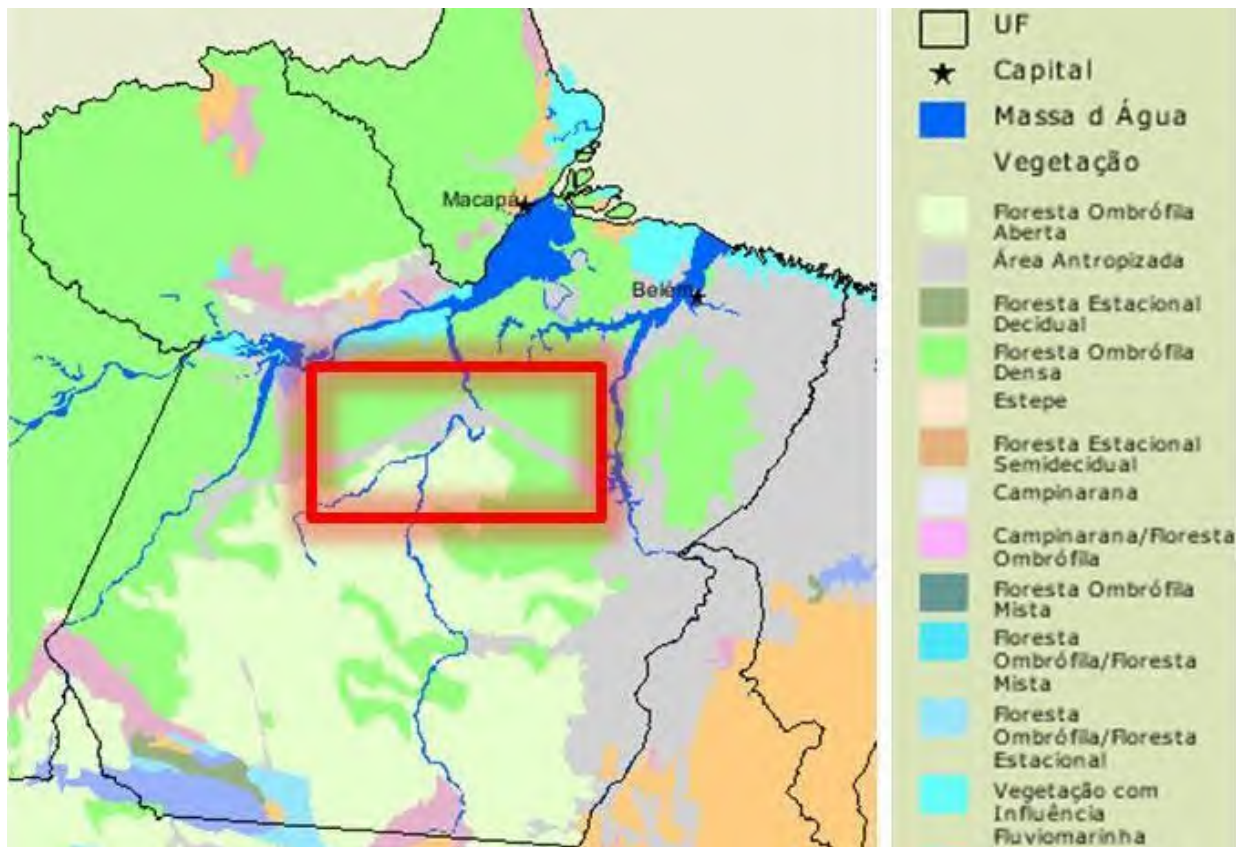 Macapá
Belém
UF
Capital
Massa d Água
Vegetação
Floresta Ombrófila
Aberta
Área Antropizada
Floresta Estacional
Decidual
Floresta Ombrófila
Densa
Estepe
Floresta Estacional
Semidecidual
Campinarana
Campinarana/Floresta
Ombrófila
Floresta Ombrófila
Mista
Floresta
Ombrófila/Floresta
Mista
Floresta
Ombrófila/Floresta
Estacional
Vegetação com
Influência
Fluviomarinha